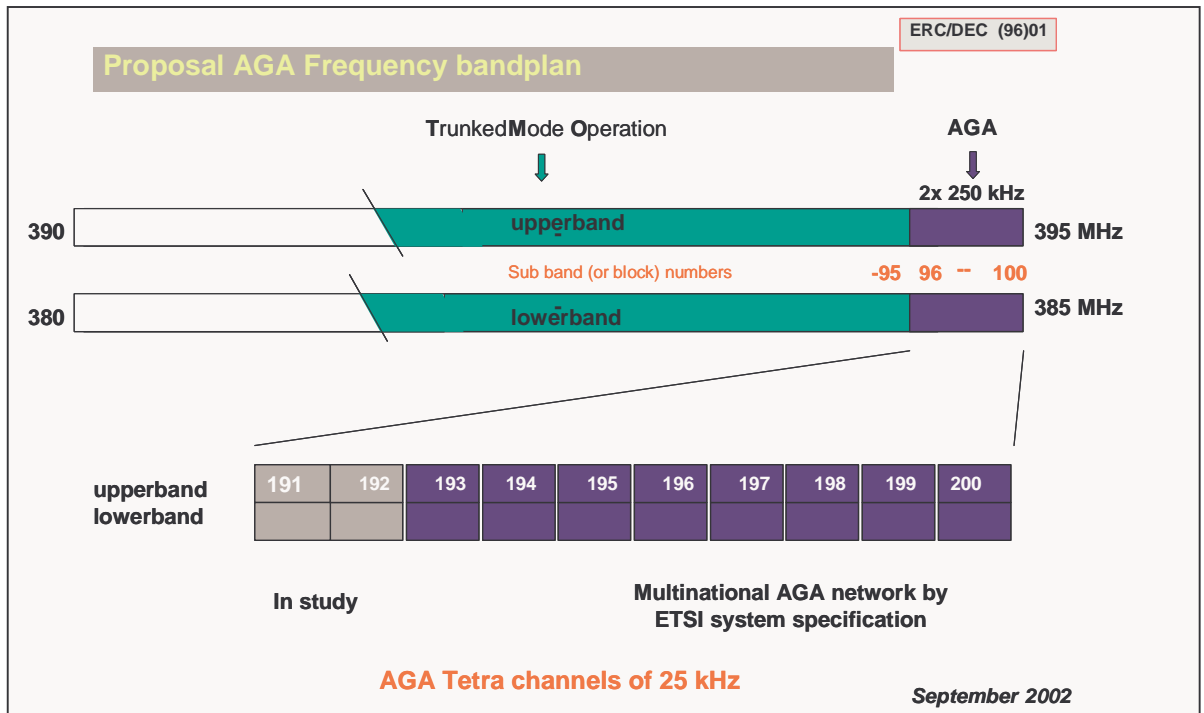 ERC/DEC (96)01
Proposal AGA Frequency bandplan
TrunkedMode Operation
AGA
2x 250 kHz
390
upperband
395 MHz
Sub band (or block) numbers
-95 96 -- 100
380
lowerband
385 MHz
upperband
lowerband
191 192 193 194 195 196 197 198 199 200
In study
Multinational AGA network by
ETSI system specification
AGA Tetra channels of 25 kHz
September 2002